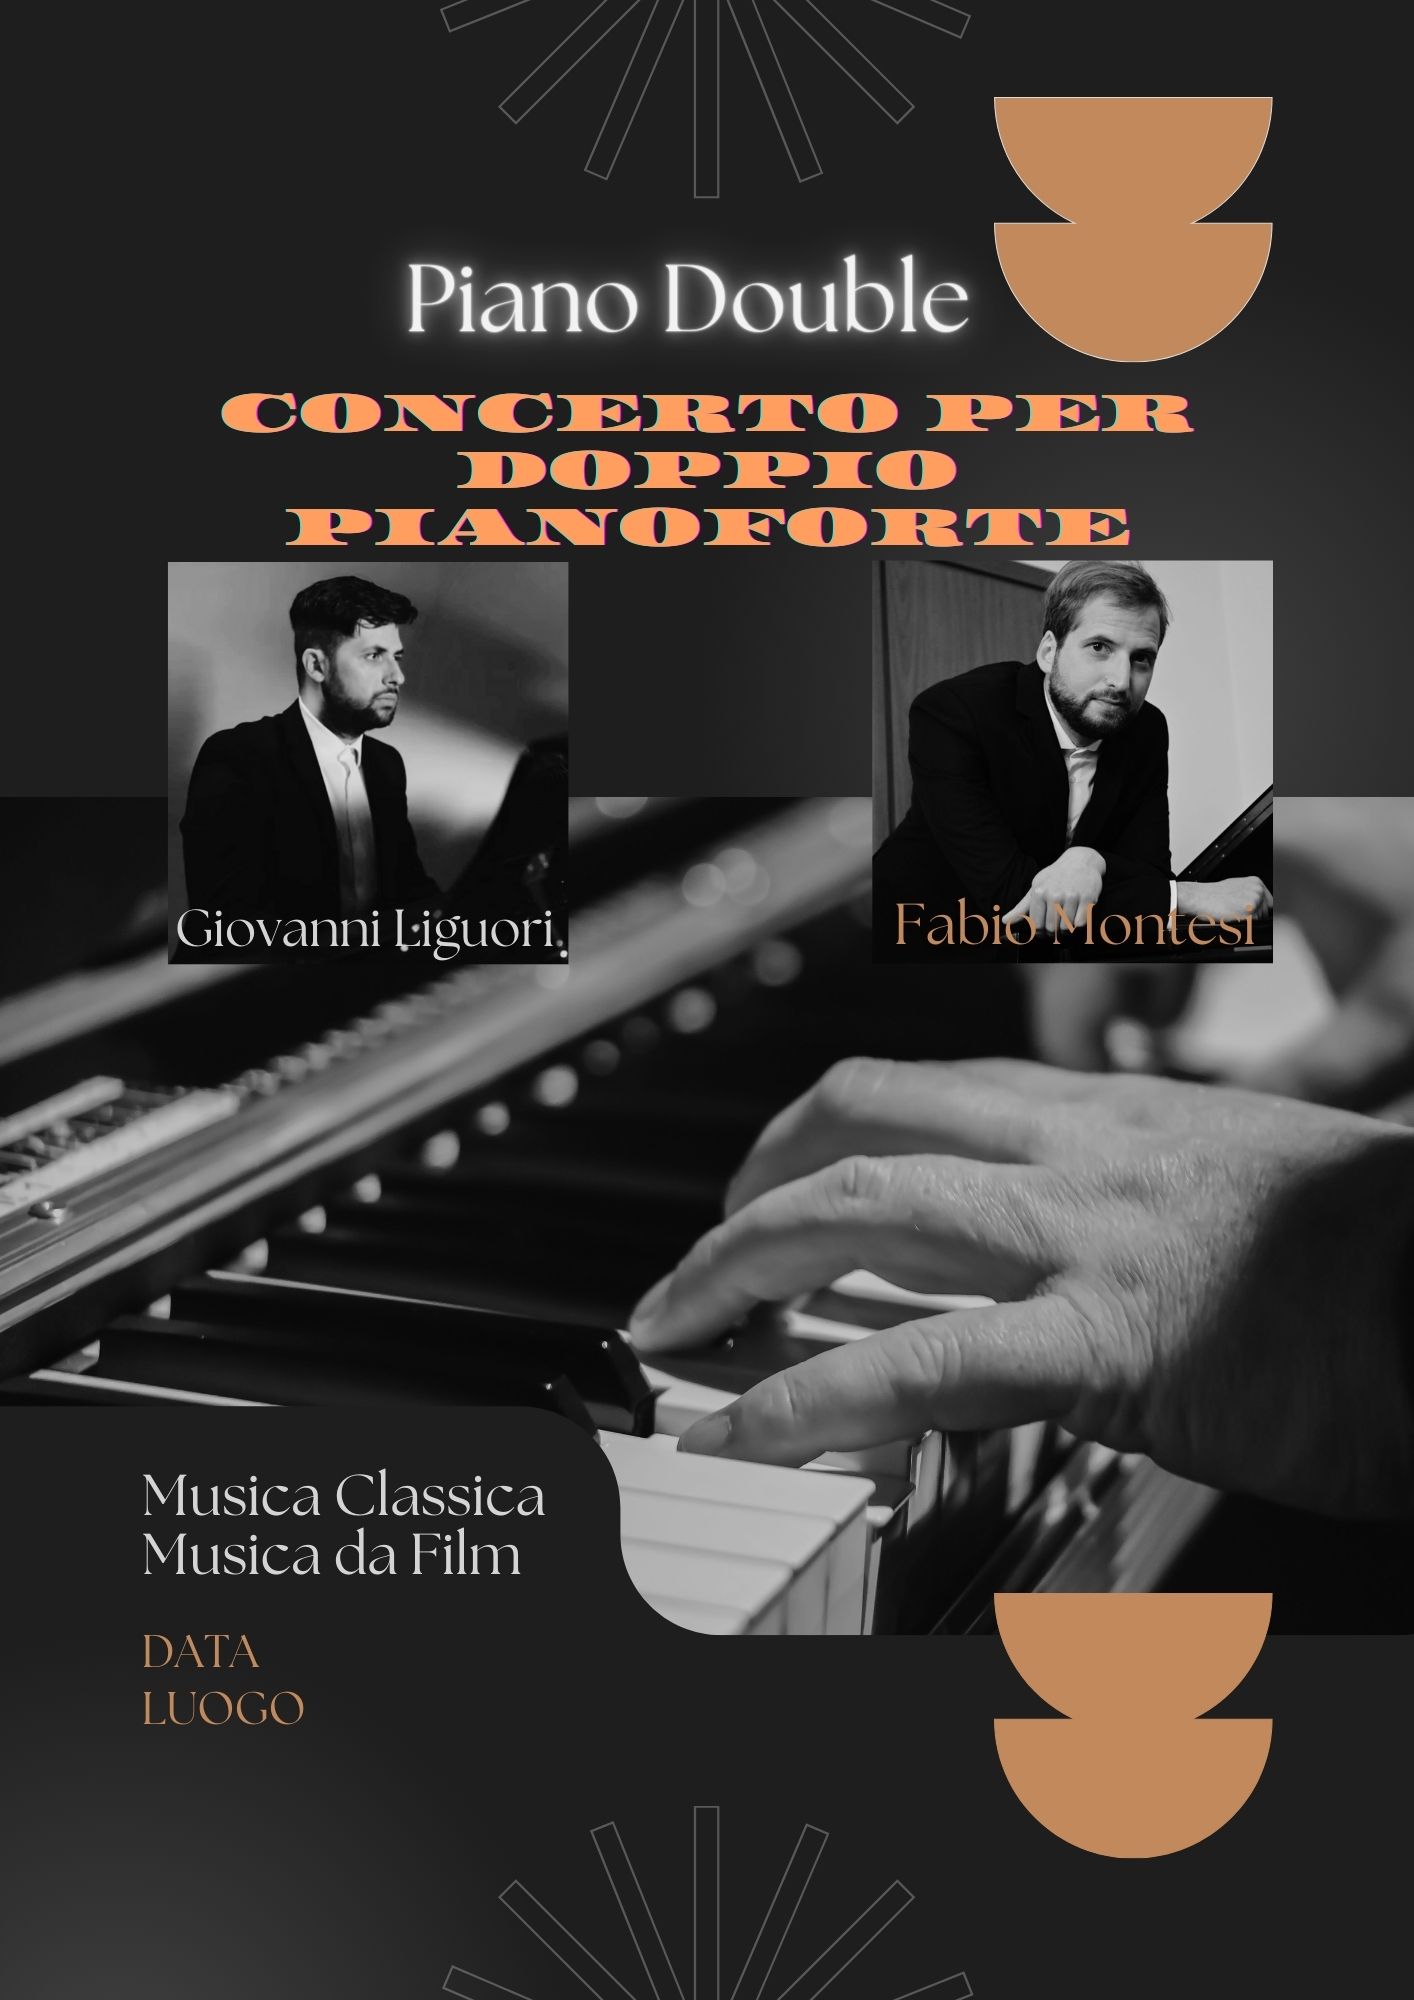 Piano Double
CONCERTO PER
DOPPIO
PIANOFORTE
Giovanni Liguori
Fabio Montesi
Musica Classica
Musica da Film
DATA
LUOGO